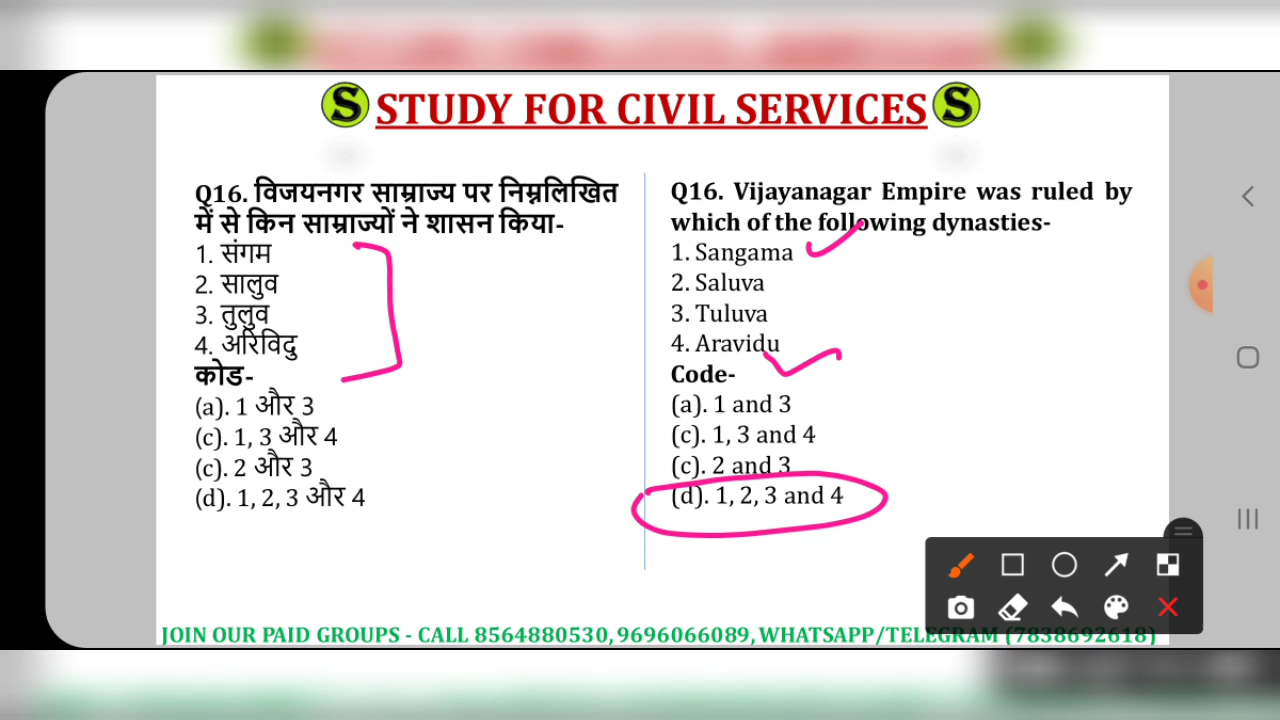 S STUDY FOR CIVIL SERVICES S
Q16. विजयनगर साम्राज्य पर निम्नलिखित
में से किन साम्राज्यों ने शासन किया-
1. संगम
2. सालुव
3. तुलुव
4. अरिविदु
कोड-
(a). 1 और 3
(c). 1, 3 और 4
(c). 2 और 3
(d). 1, 2, 3 और 4
Q16. Vijayanagar Empire was ruled by
which of the following dynasties-
1. Sangama
2. Saluva
3. Tuluva
4. Aravidu
Code-
(a). 1 and 3
(c). 1, 3 and 4
(c). 2 and 3
(d). 1, 2, 3 and 4
JOIN OUR PAID GROUPS - CALL 8564880530, 9696066089, WHATSAPP/TELEGRAM (7838692618)